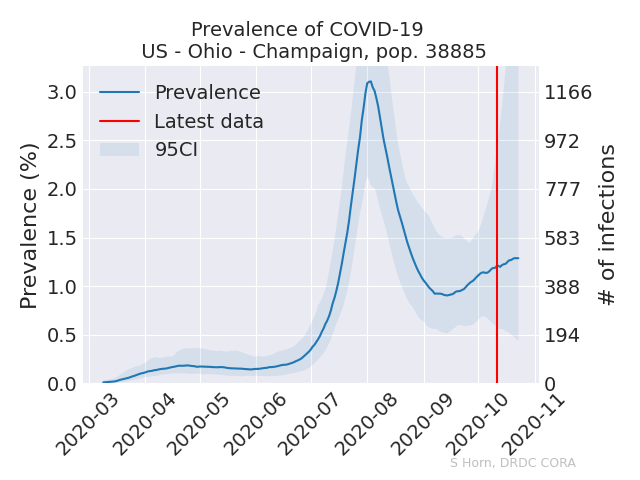 Prevalence of COVID-19
US - Ohio - Champaign, pop. 38885
Prevalence
Latest data
95CI
Prevalence (%)
3.0
2.5
2.0
1.5
1.0
0.5
0.0
1166
972
777
583
388
194
0
# of infections
2020-03
2020-04
2020-05
2020-06
2020-07
2020-08
2020-09
2020-10
2020-11
S Horn, DRDC CORA